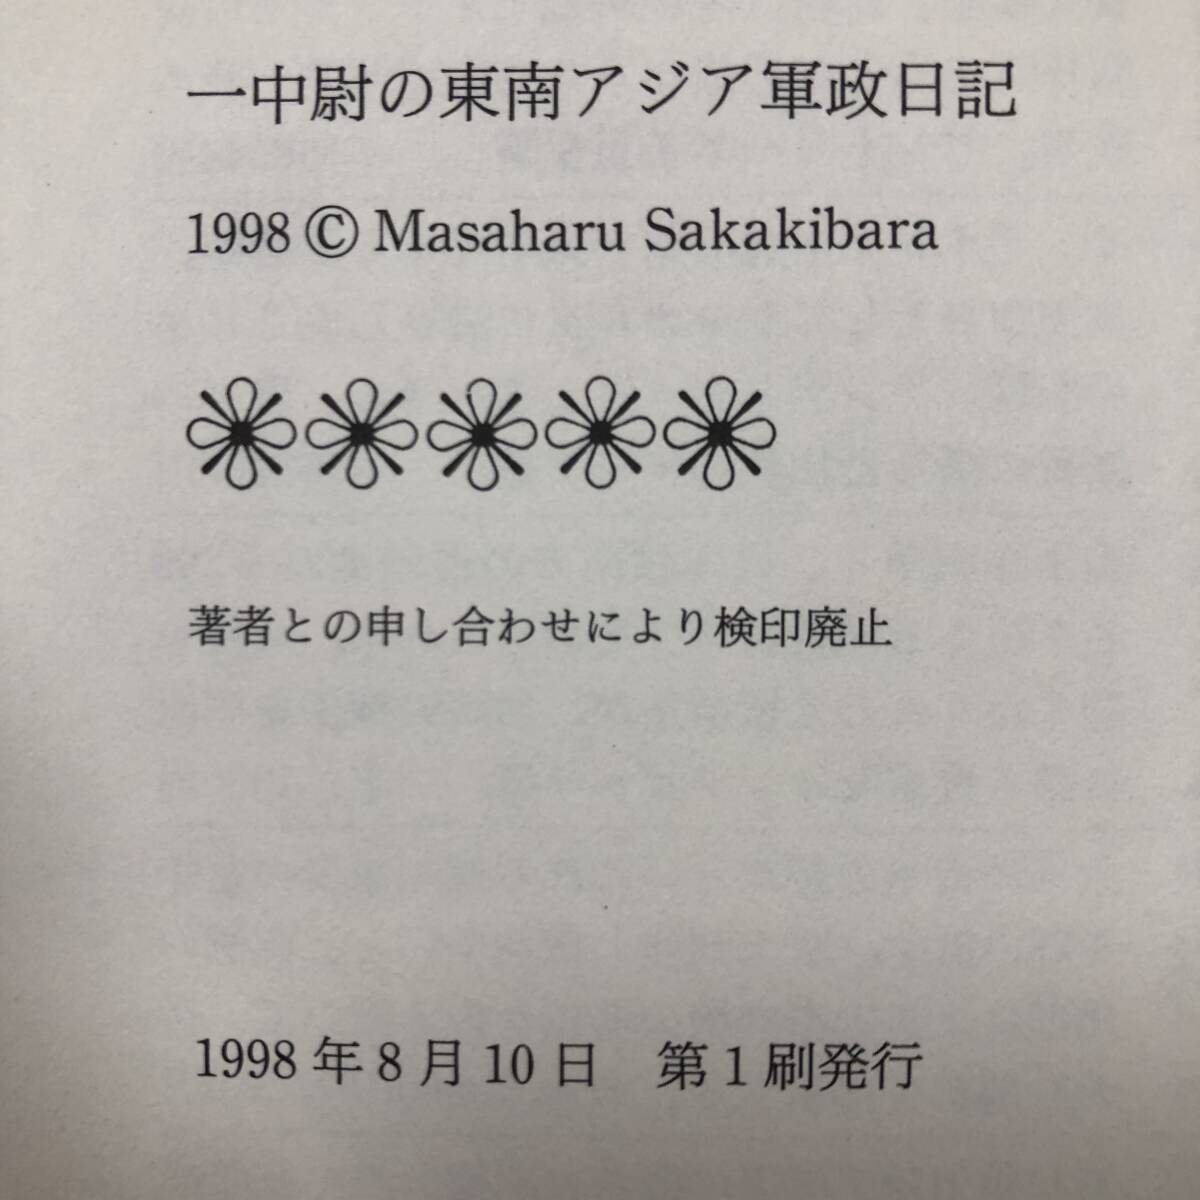 一中尉の東南アジア軍政日記
1998 © Masaharu Sakakibara
著者との申し合わせにより検印廃止
1998年8月10日　第1刷発行